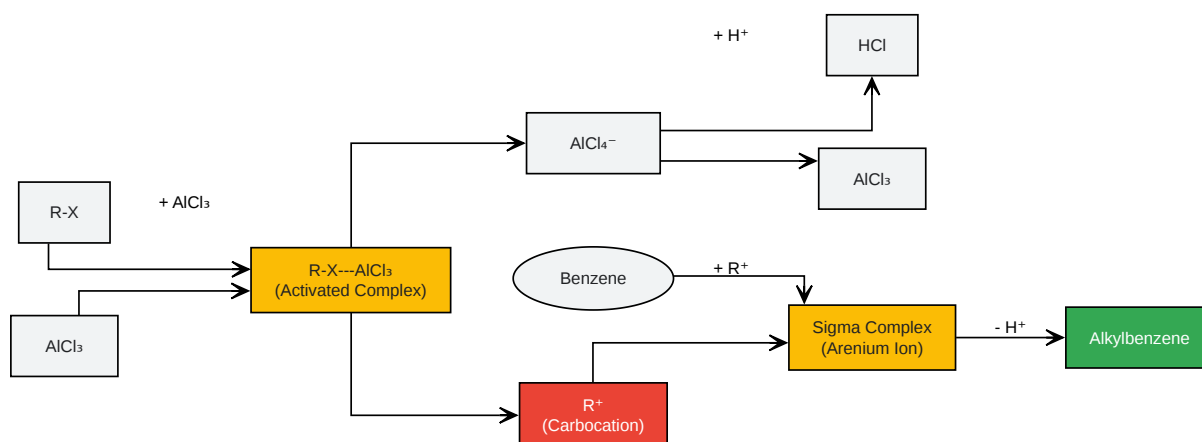 + H⁺
HCl
AlCl₄⁻
AlCl₃
R-X
+ AlCl₃
R-X---AlCl₃
(Activated Complex)
Benzene
+ R⁺
AlCl₃
Sigma Complex
(Arenium Ion)
- H⁺
Alkylbenzene
R⁺
(Carbocation)